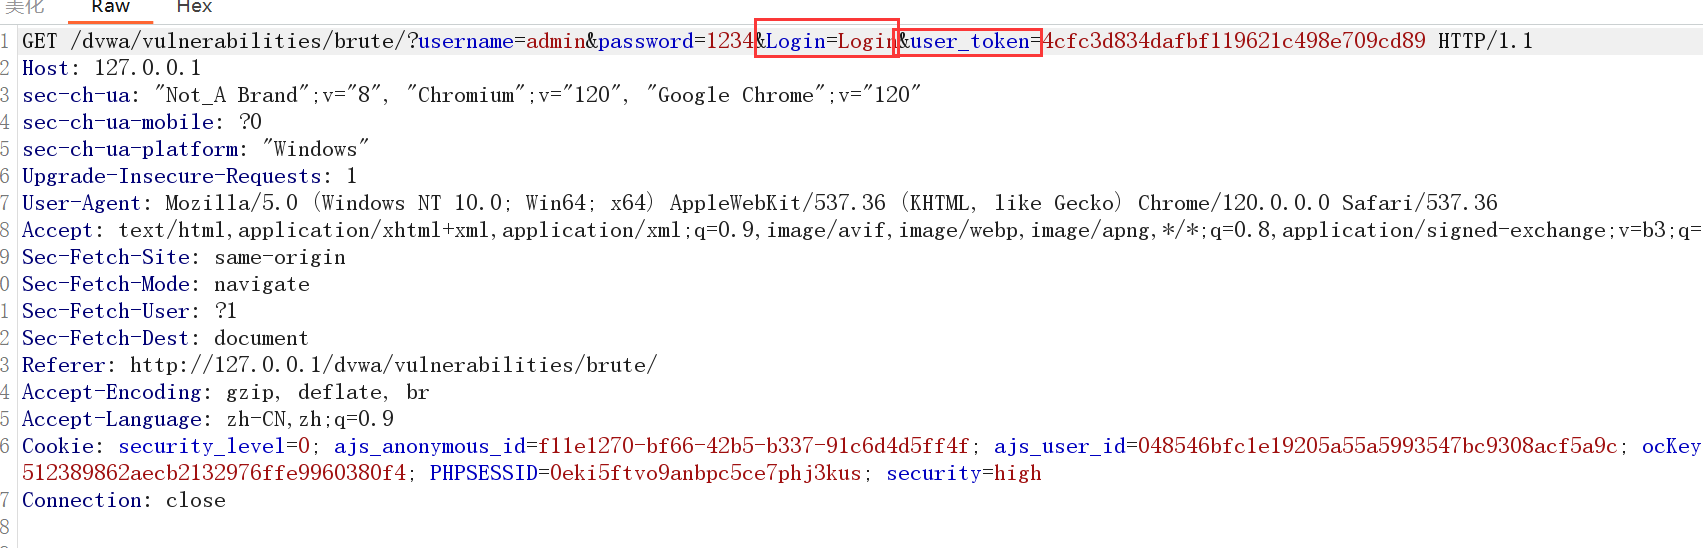 美化 Raw Hex
1 GET /dvwa/vulnerabilities/brute/?username=admin&password=1234&Login=Login&user_token=4cfc3d834dafbf119621c498e709cd89 HTTP/1.1
2 Host: 127.0.0.1
3 sec-ch-ua: "Not_A Brand";v="8", "Chromium";v="120", "Google Chrome";v="120"
4 sec-ch-ua-mobile: ?0
5 sec-ch-ua-platform: "Windows"
6 Upgrade-Insecure-Requests: 1
7 User-Agent: Mozilla/5.0 (Windows NT 10.0; Win64; x64) AppleWebKit/537.36 (KHTML, like Gecko) Chrome/120.0.0.0 Safari/537.36
8 Accept: text/html,application/xhtml+xml,application/xml;q=0.9,image/avif,image/webp,image/apng,*/*;q=0.8,application/signed-exchange;v=b3;q=
9 Sec-Fetch-Site: same-origin
0 Sec-Fetch-Mode: navigate
1 Sec-Fetch-User: ?1
2 Sec-Fetch-Dest: document
3 Referer: http://127.0.0.1/dvwa/vulnerabilities/brute/
4 Accept-Encoding: gzip, deflate, br
5 Accept-Language: zh-CN,zh;q=0.9
6 Cookie: security_level=0; ajs_anonymous_id=f11e1270-bf66-42b5-b337-91c6d4d5ff4f; ajs_user_id=048546bfc1e19205a55a5993547bc9308acf5a9c; ocKey
512389862aecb2132976ffe9960380f4; PHPSESSID=0eki5ftvo9anbpc5ce7phj3kus; security=high
7 Connection: close
8